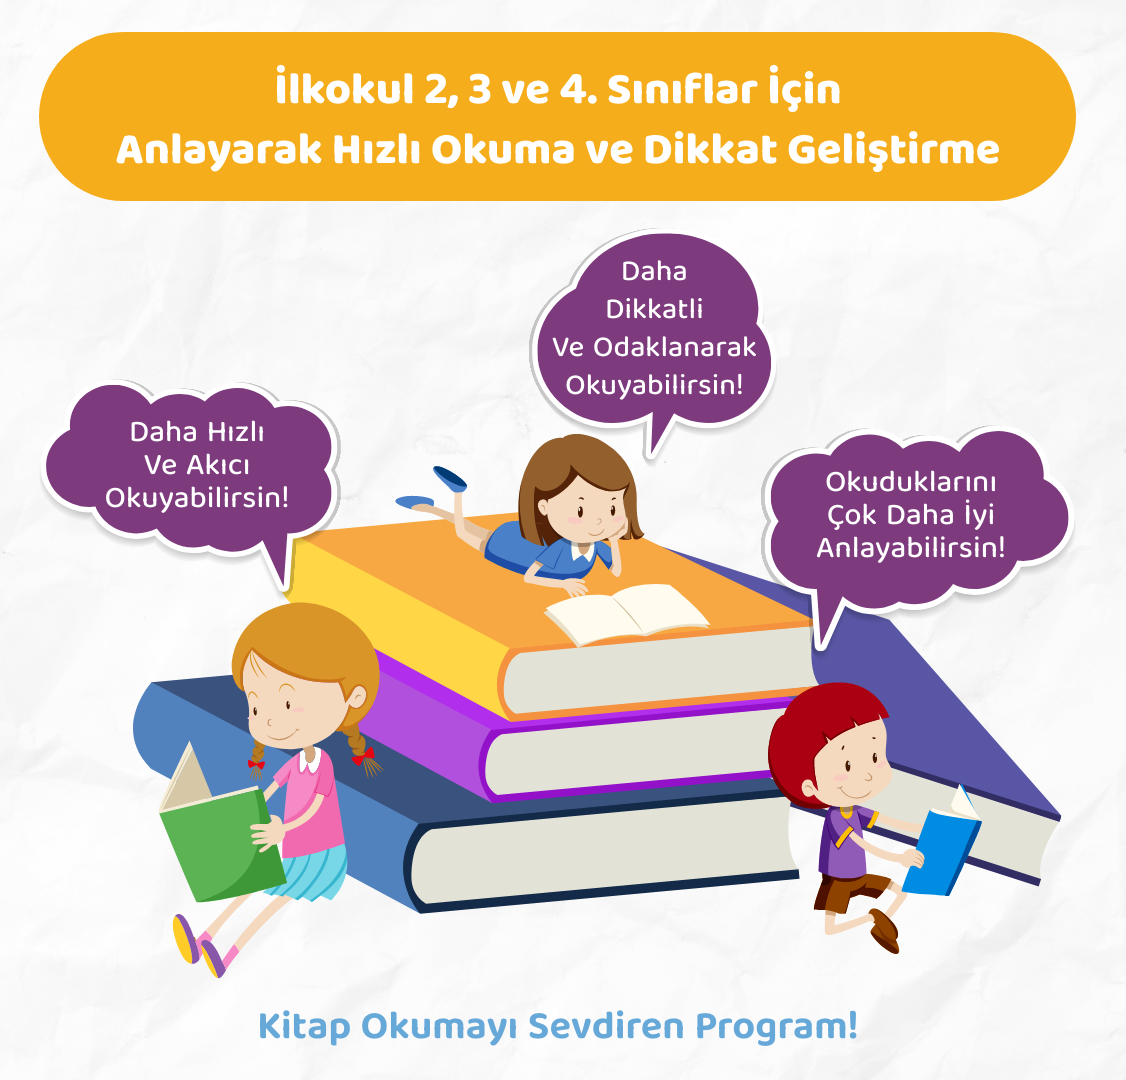 İlkokul 2, 3 ve 4. Sınıflar İçin
Anlayarak Hızlı Okuma ve Dikkat Geliştirme
Daha
Dikkatli
Ve Odaklanarak
Okuyabilirsin!
Daha Hızlı
Ve Akıcı
Okuyabilirsin!
Okuduklarını
Çok Daha İyi
Anlayabilirsin!
Kitap Okumayı Sevdiren Program!